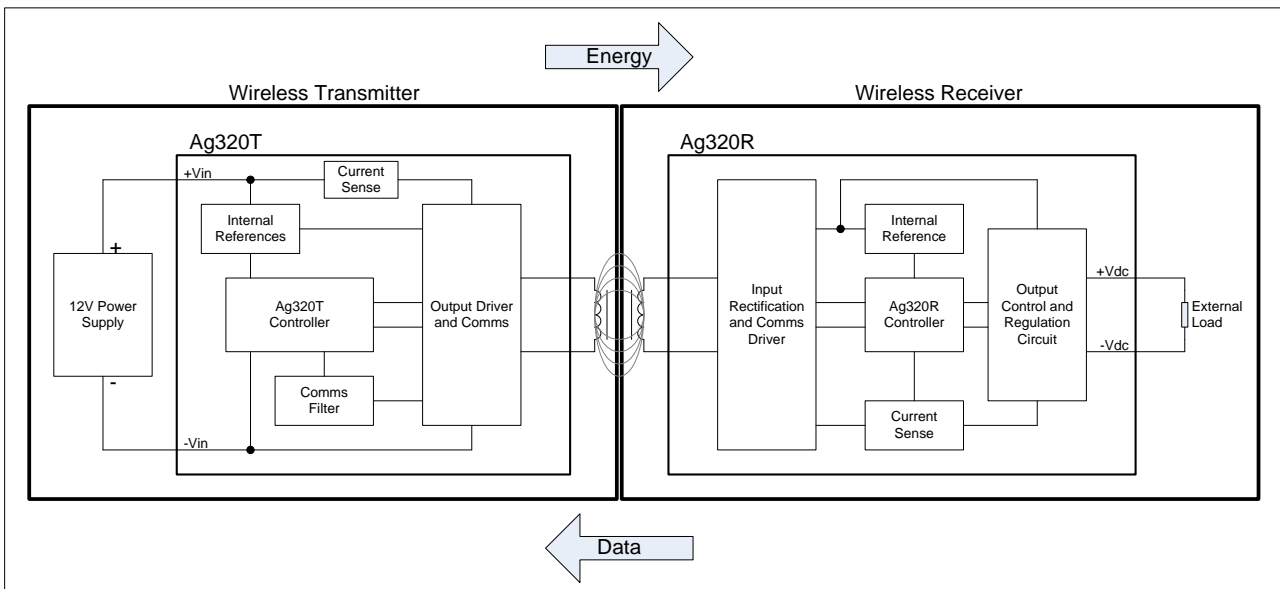 Energy
Wireless Transmitter
Wireless Receiver
Ag320T
Ag320R
+Vin
Current
Sense
Internal
References
+
12V Power
Supply
-
Ag320T
Controller
Output Driver
and Comms
Comms
Filter
-Vin
Input
Rectification
and Comms
Driver
Internal
Reference
Ag320R
Controller
Output
Control and
Regulation
Circuit
Current
Sense
+Vdc
-Vdc
External
Load
Data